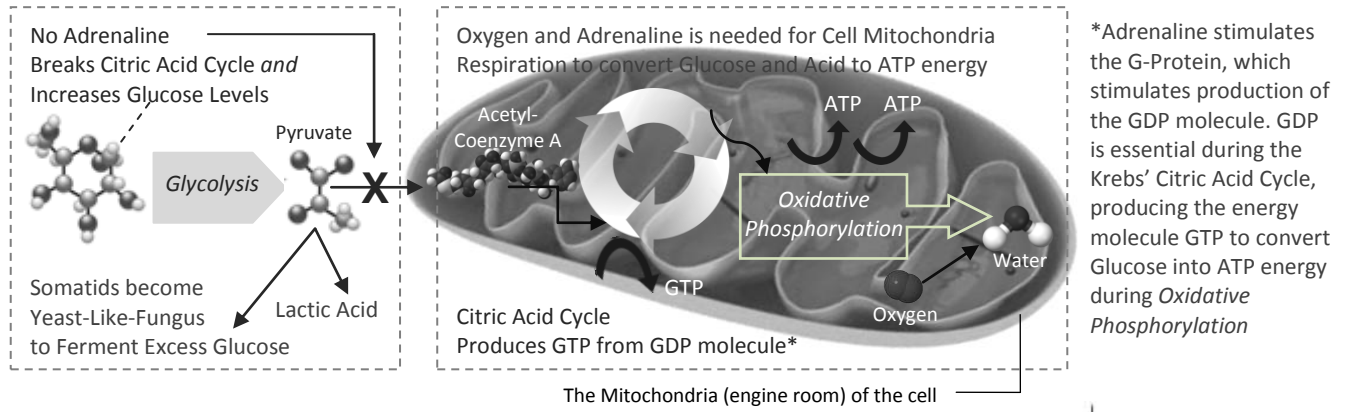 No Adrenaline
Breaks Citric Acid Cycle and
Increases Glucose Levels
Pyruvate
Glycolysis
X
Somatids become
Yeast-Like-Fungus
to Ferment Excess Glucose
Lactic Acid
Oxygen and Adrenaline is needed for Cell Mitochondria
Respiration to convert Glucose and Acid to ATP energy
Acetyl-
Coenzyme A
ATP
ATP
Oxidative
Phosphorylation
Water
GTP
Oxygen
Citric Acid Cycle
Produces GTP from GDP molecule*
The Mitochondria (engine room) of the cell
*Adrenaline stimulates
the G-Protein, which
stimulates production of
the GDP molecule. GDP
is essential during the
Krebs’ Citric Acid Cycle,
producing the energy
molecule GTP to convert
Glucose into ATP energy
during Oxidative
Phosphorylation